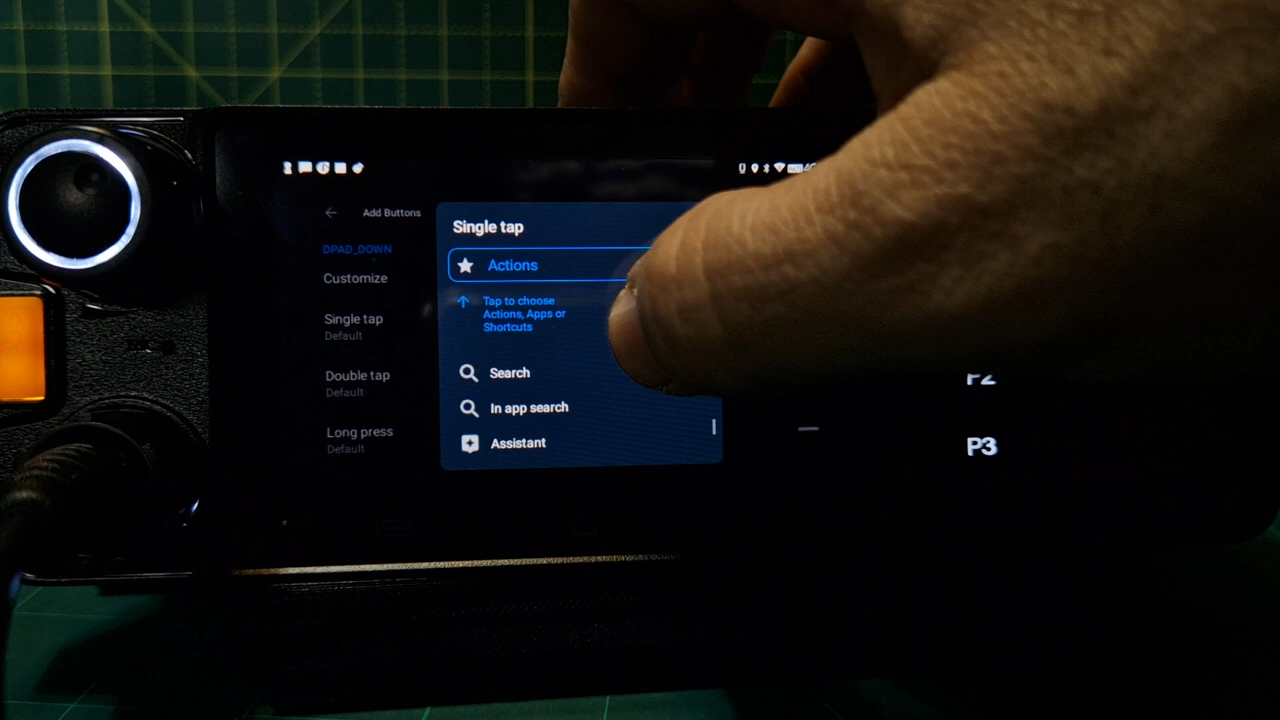 Add Buttons
DPAD_DOWN
Customize
Single tap
Default
Double tap
Default
Long press
Default
Single tap
Actions
Tap to choose
Actions, Apps or
Shortcuts
Search
In app search
Assistant
P2
P3